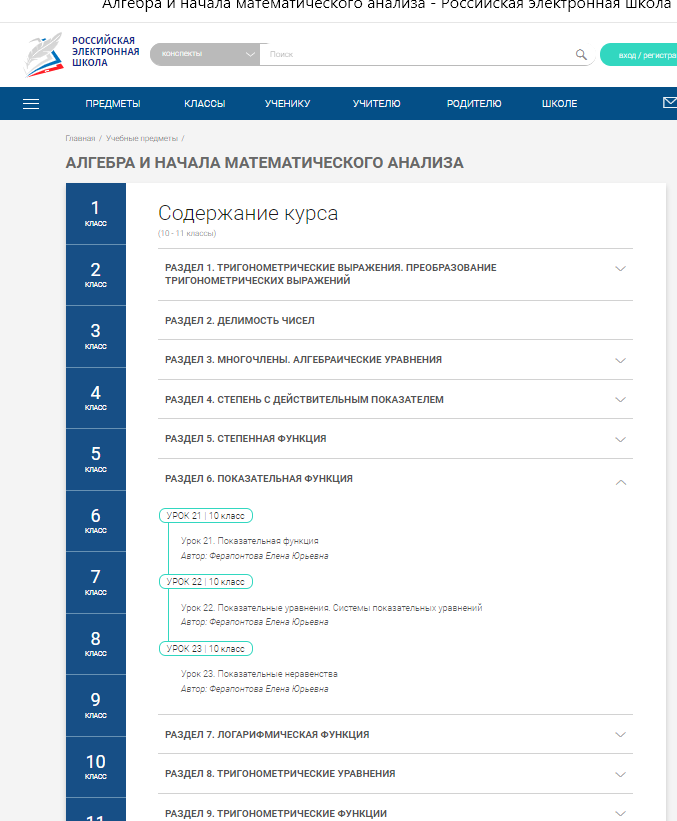 Алгебра и начала математического анализа - Российская электронная школа
РОССИЙСКАЯ
ЭЛЕКТРОННАЯ
ШКОЛА
конспекты
Поиск
вход / регистра
ПРЕДМЕТЫ КЛАССЫ УЧЕНИКУ УЧИТЕЛЮ РОДИТЕЛЮ ШКОЛЕ
Главная / Учебные предметы /
АЛГЕБРА И НАЧАЛА МАТЕМАТИЧЕСКОГО АНАЛИЗА
1
КЛАСС
2
КЛАСС
3
КЛАСС
4
КЛАСС
5
КЛАСС
6
КЛАСС
7
КЛАСС
8
КЛАСС
9
КЛАСС
10
КЛАСС
11
Содержание курса
(10 - 11 классы)
РАЗДЕЛ 1. ТРИГОНОМЕТРИЧЕСКИЕ ВЫРАЖЕНИЯ. ПРЕОБРАЗОВАНИЕ
ТРИГОНОМЕТРИЧЕСКИХ ВЫРАЖЕНИЙ
РАЗДЕЛ 2. ДЕЛИМОСТЬ ЧИСЕЛ
РАЗДЕЛ 3. МНОГОЧЛЕНЫ. АЛГЕБРАИЧЕСКИЕ УРАВНЕНИЯ
РАЗДЕЛ 4. СТЕПЕНЬ С ДЕЙСТВИТЕЛЬНЫМ ПОКАЗАТЕЛЕМ
РАЗДЕЛ 5. СТЕПЕННАЯ ФУНКЦИЯ
РАЗДЕЛ 6. ПОКАЗАТЕЛЬНАЯ ФУНКЦИЯ
УРОК 21 | 10 класс
Урок 21. Показательная функция
Автор: Ферапонтова Елена Юрьевна
УРОК 22 | 10 класс
Урок 22. Показательные уравнения. Системы показательных уравнений
Автор: Ферапонтова Елена Юрьевна
УРОК 23 | 10 класс
Урок 23. Показательные неравенства
Автор: Ферапонтова Елена Юрьевна
РАЗДЕЛ 7. ЛОГАРИФМИЧЕСКАЯ ФУНКЦИЯ
РАЗДЕЛ 8. ТРИГОНОМЕТРИЧЕСКИЕ УРАВНЕНИЯ
РАЗДЕЛ 9. ТРИГОНОМЕТРИЧЕСКИЕ ФУНКЦИИ